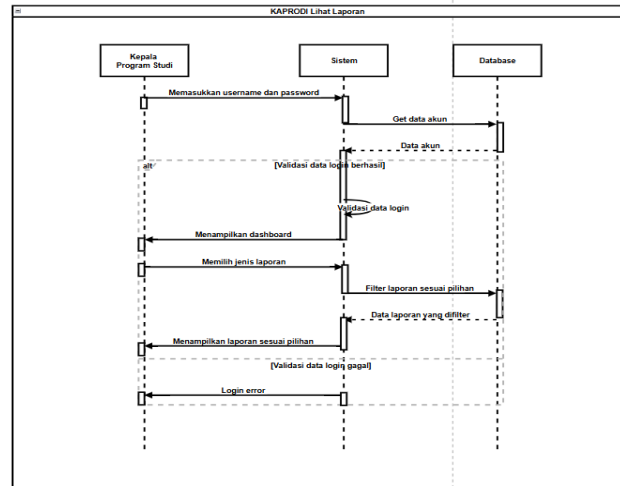 KAPRODI Lihat Laporan
Kepala
Program Studi
Sistem
Database
Memasukkan username dan password
Get data akun
Data akun
alt
[Validasi data login berhasil]
Validasi data login
Menampilkan dashboard
Memilih jenis laporan
Filter laporan sesuai pilihan
Data laporan yang difilter
Menampilkan laporan sesuai pilihan
[Validasi data login gagal]
Login error